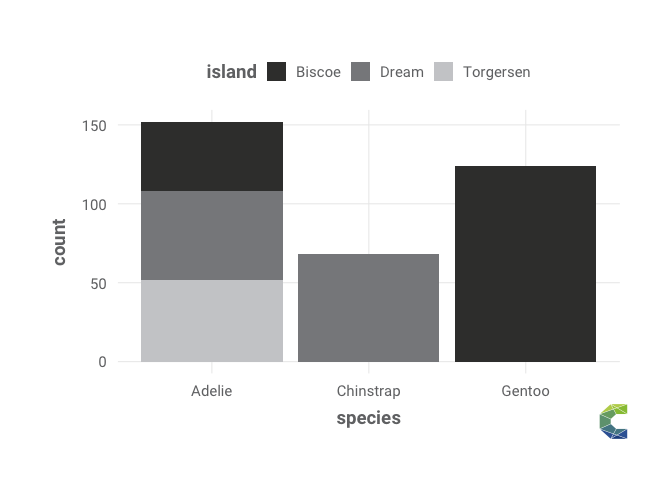 island Biscoe Dream Torgersen
150
100
50
0
count
Adelie Chinstrap Gentoo
species